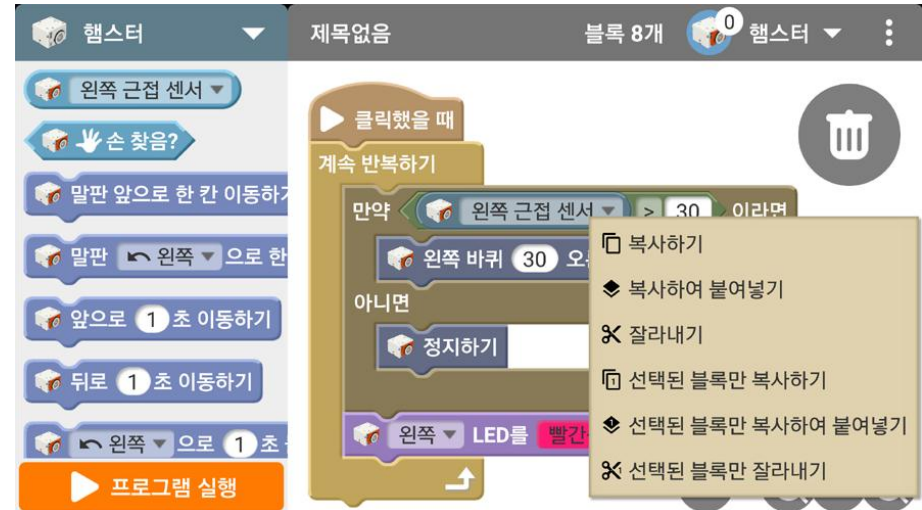 햄스터
제목없음
블록 8개
0
햄스터
왼쪽 근접 센서
손 찾음?
말판 앞으로 한 칸 이동하기
말판 왼쪽 으로 한
앞으로 1 초 이동하기
뒤로 1 초 이동하기
왼쪽 으로 1 초
프로그램 실행
클릭했을 때
계속 반복하기
만약 왼쪽 근접 센서 > 30 이라면
왼쪽 바퀴 30
아니면
정지하기
왼쪽 LED를 빨간
복사하기
복사하여 붙여넣기
잘라내기
선택된 블록만 복사하기
선택된 블록만 복사하여 붙여넣기
선택된 블록만 잘라내기